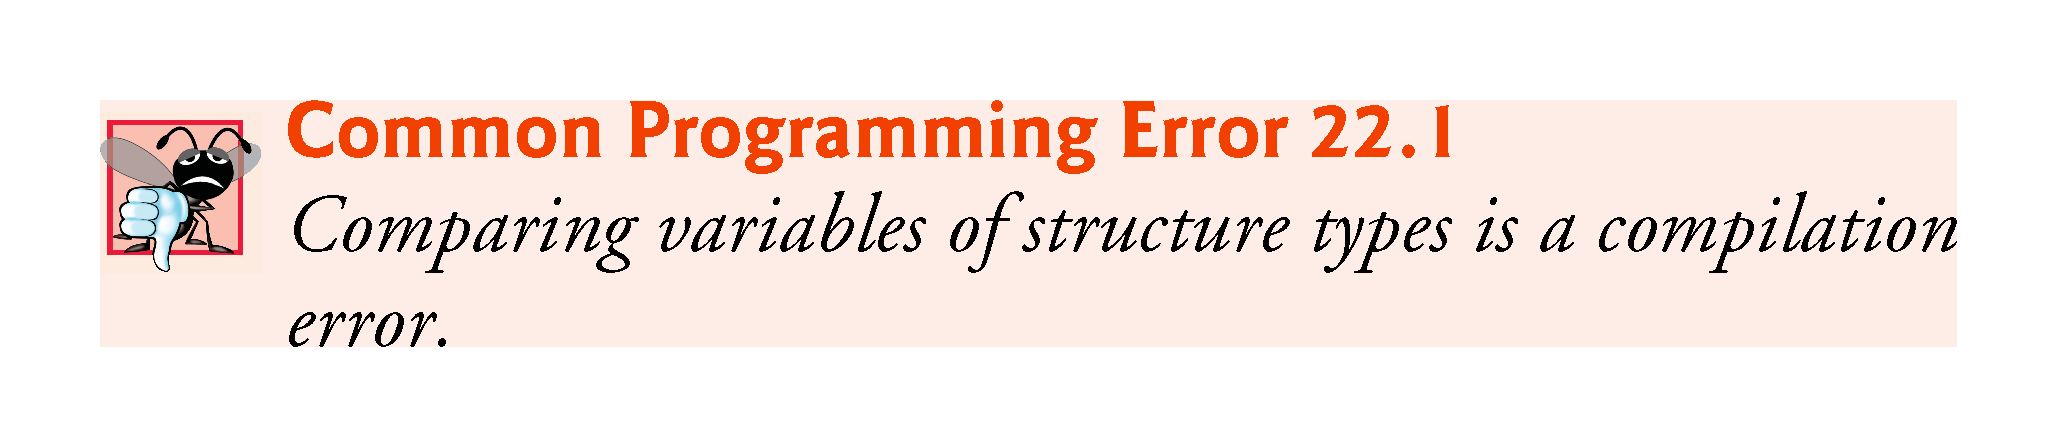 Common Programming Error 22.1
Comparing variables of structure types is a compilation
error.